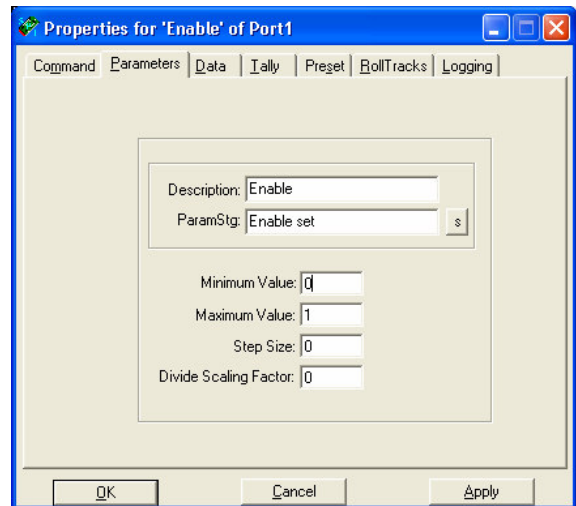 Properties for 'Enable' of Port1
Command Parameters Data Tally Preset RollTracks Logging
Description: Enable
ParamStg: Enable set s
Minimum Value: 0
Maximum Value: 1
Step Size: 0
Divide Scaling Factor: 0
OK Cancel Apply